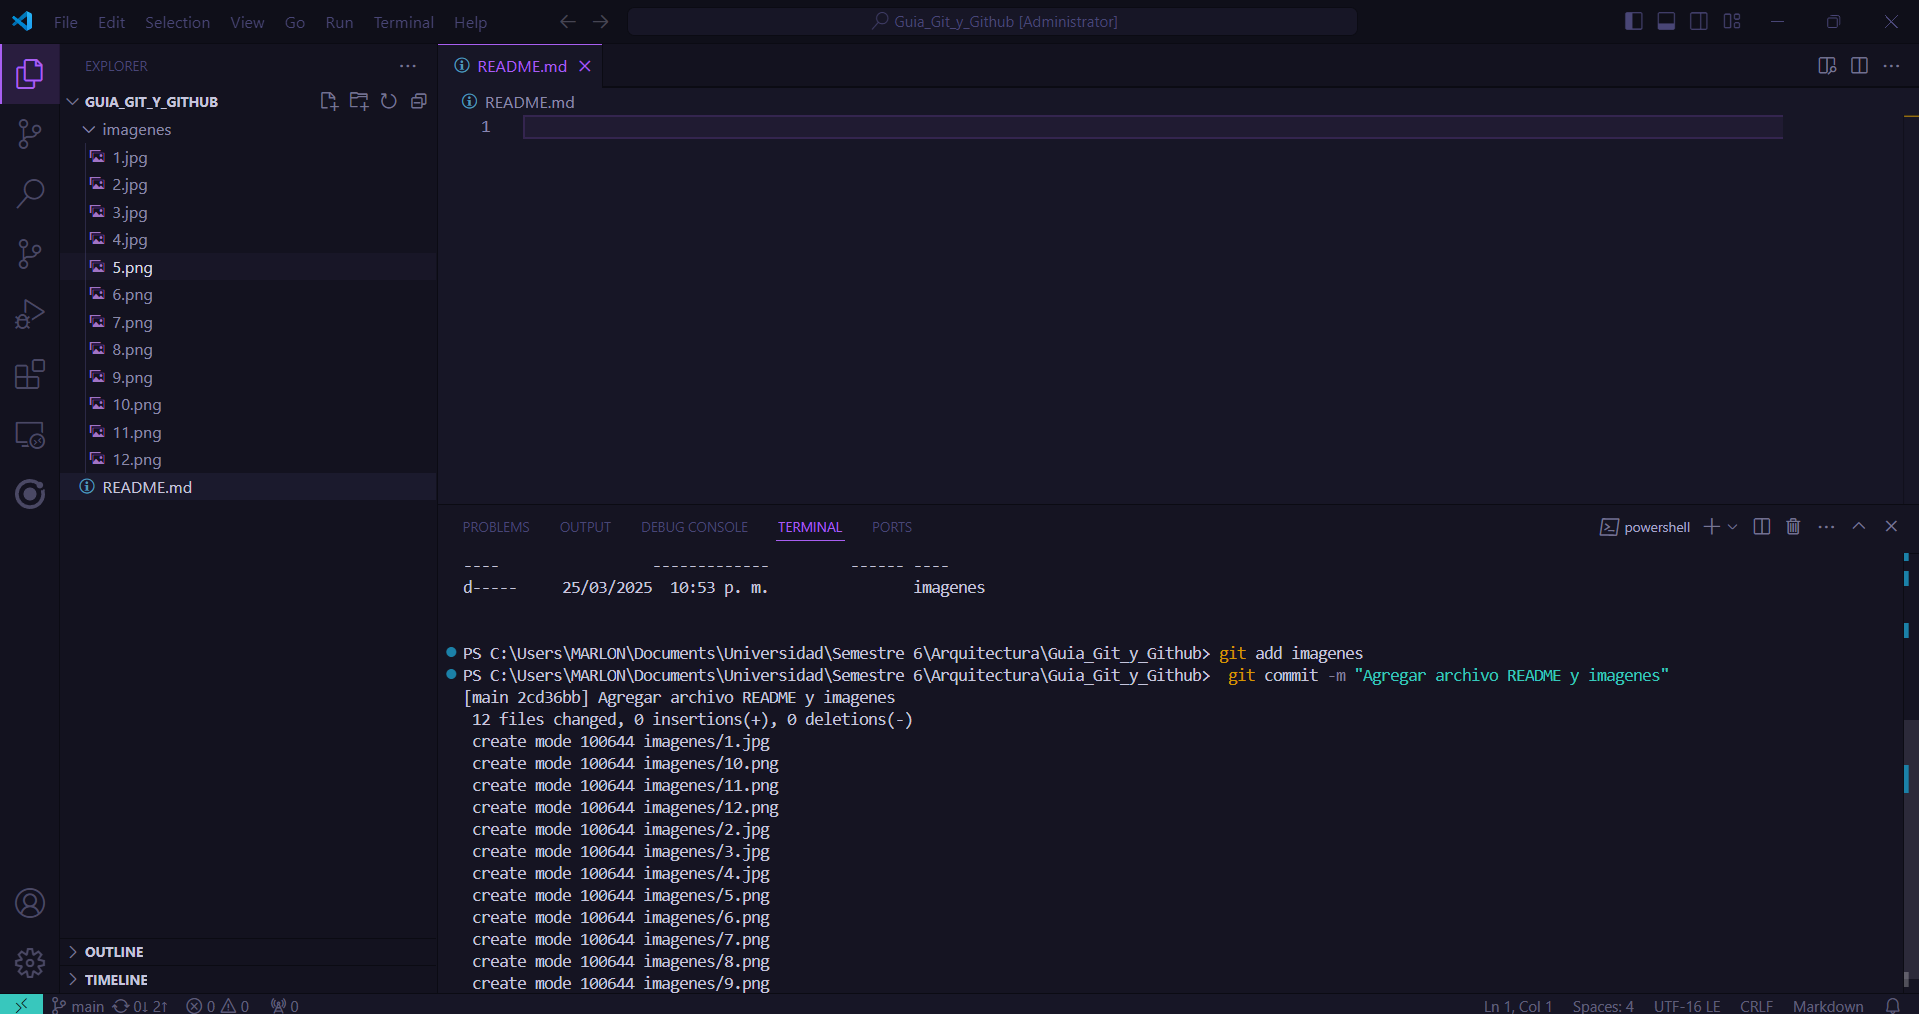 File Edit Selection View Go Run Terminal Help
Guia_Git_y_Github [Administrator]
EXPLORER
GUIA_GIT_Y_GITHUB
imagenes
1.jpg
2.jpg
3.jpg
4.jpg
5.png
6.png
7.png
8.png
9.png
10.png
11.png
12.png
README.md
OUTLINE
TIMELINE
README.md
README.md
1
PROBLEMS OUTPUT DEBUG CONSOLE TERMINAL PORTS
powershell
---- ------------- ------ ----
d----- 25/03/2025 10:53 p. m. imagenes
PS C:\Users\MARLON\Documents\Universidad\Semestre 6\Arquitectura\Guia_Git_y_Github> git add imagenes
PS C:\Users\MARLON\Documents\Universidad\Semestre 6\Arquitectura\Guia_Git_y_Github> git commit -m "Agregar archivo README y imagenes"
[main 2cd36bb] Agregar archivo README y imagenes
12 files changed, 0 insertions(+), 0 deletions(-)
create mode 100644 imagenes/1.jpg
create mode 100644 imagenes/10.png
create mode 100644 imagenes/11.png
create mode 100644 imagenes/12.png
create mode 100644 imagenes/2.jpg
create mode 100644 imagenes/3.jpg
create mode 100644 imagenes/4.jpg
create mode 100644 imagenes/5.png
create mode 100644 imagenes/6.png
create mode 100644 imagenes/7.png
create mode 100644 imagenes/8.png
create mode 100644 imagenes/9.png
main 0↓ 2↑ 0 0 0 Ln 1, Col 1 Spaces: 4 UTF-16 LE CRLF Markdown